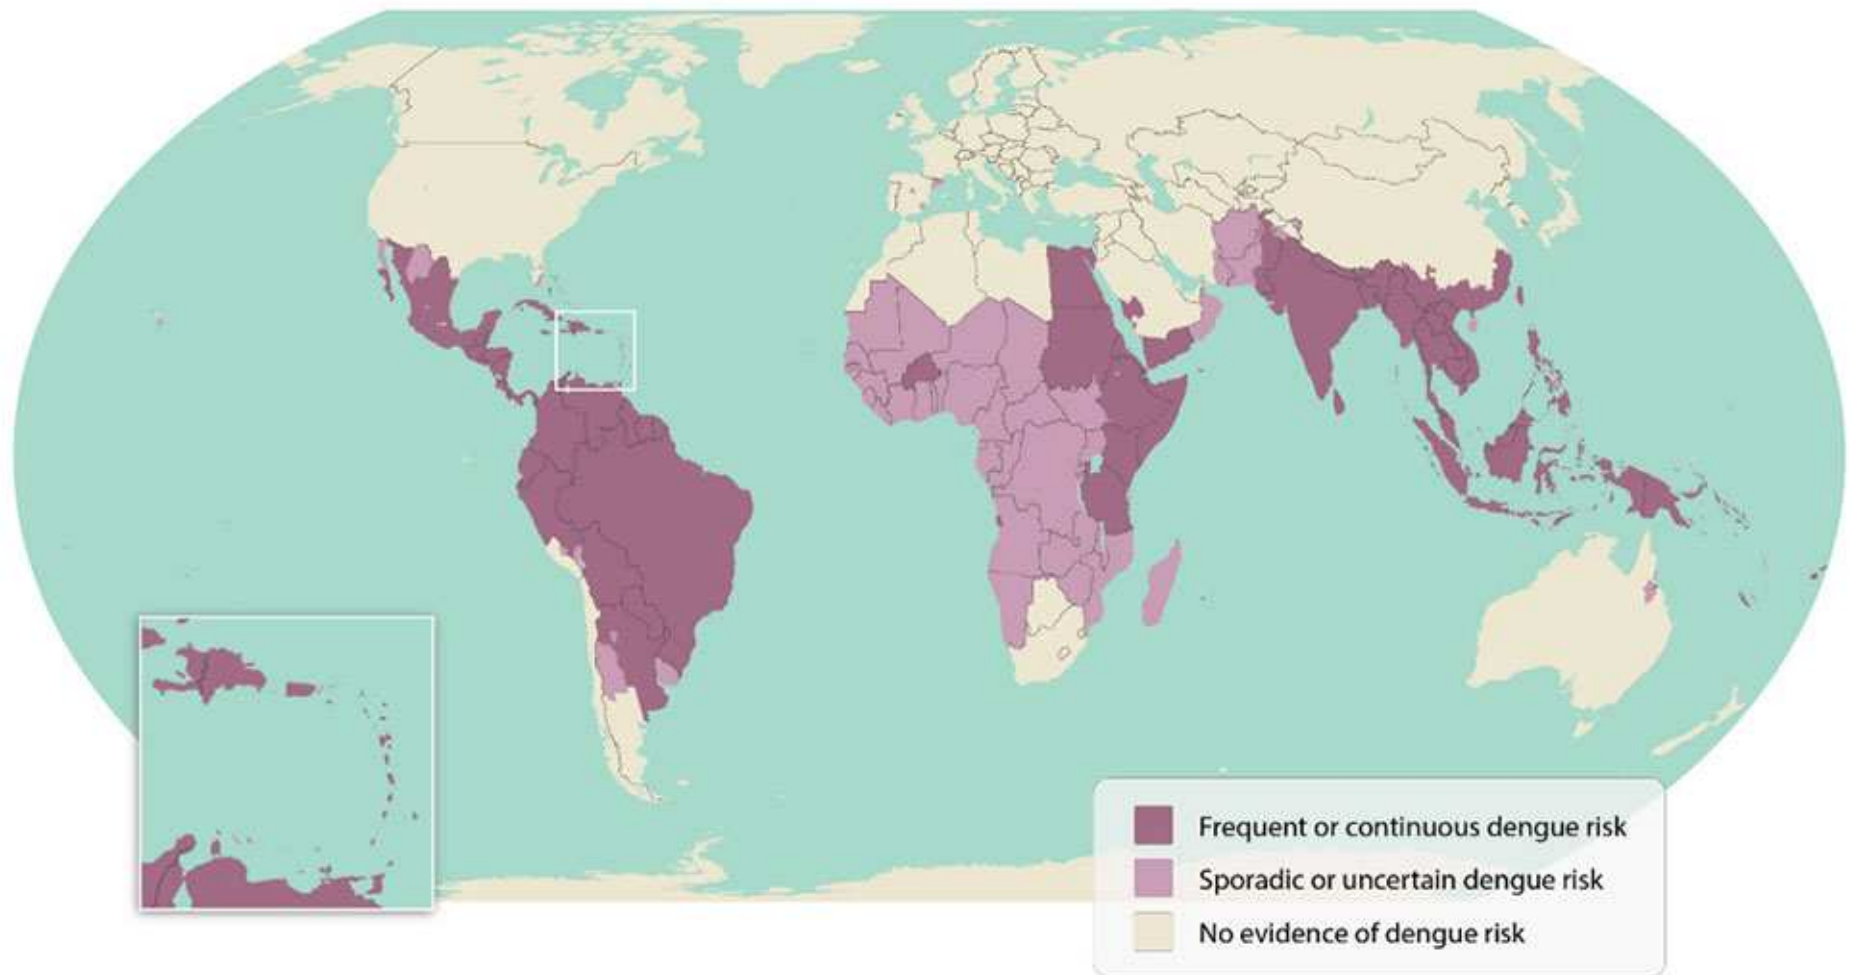 Frequent or continuous dengue risk
Sporadic or uncertain dengue risk
No evidence of dengue risk